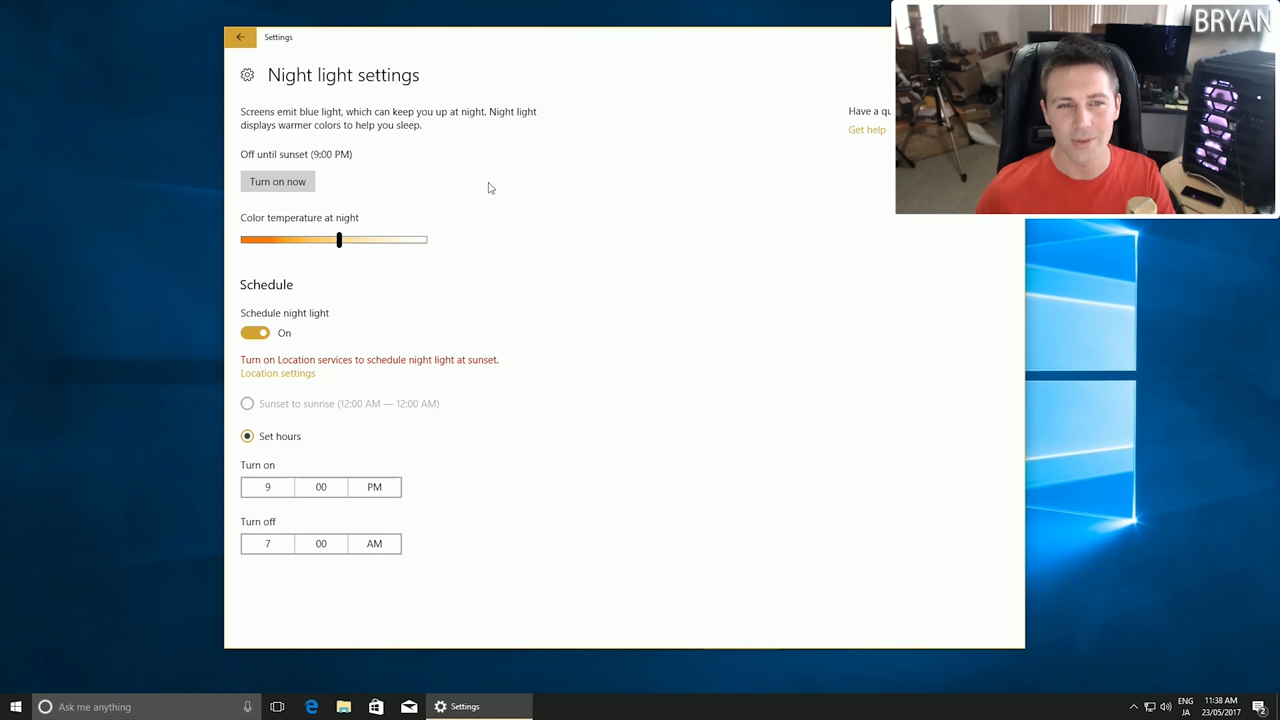 BRYAN
Settings
Night light settings
Screens emit blue light, which can keep you up at night. Night light
displays warmer colors to help you sleep.
Have a qu
Get help
Off until sunset (9:00 PM)
Turn on now
Color temperature at night
Schedule
Schedule night light
On
Turn on Location services to schedule night light at sunset.
Location settings
Sunset to sunrise (12:00 AM — 12:00 AM)
Set hours
Turn on
9 00 PM
Turn off
7 00 AM
Ask me anything
Settings
ENG
JA
11:38 AM
23/05/2017
2